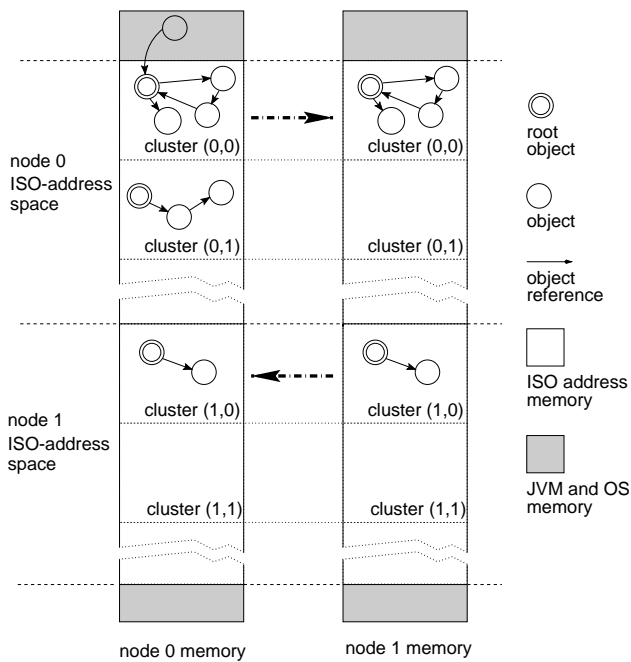 cluster (0,0)
cluster (0,0)
root
object
node 0
ISO-address
space
cluster (0,1)
cluster (0,1)
object
object
reference
cluster (1,0)
cluster (1,0)
ISO address
memory
node 1
ISO-address
space
cluster (1,1)
cluster (1,1)
JVM and OS
memory
node 0 memory
node 1 memory